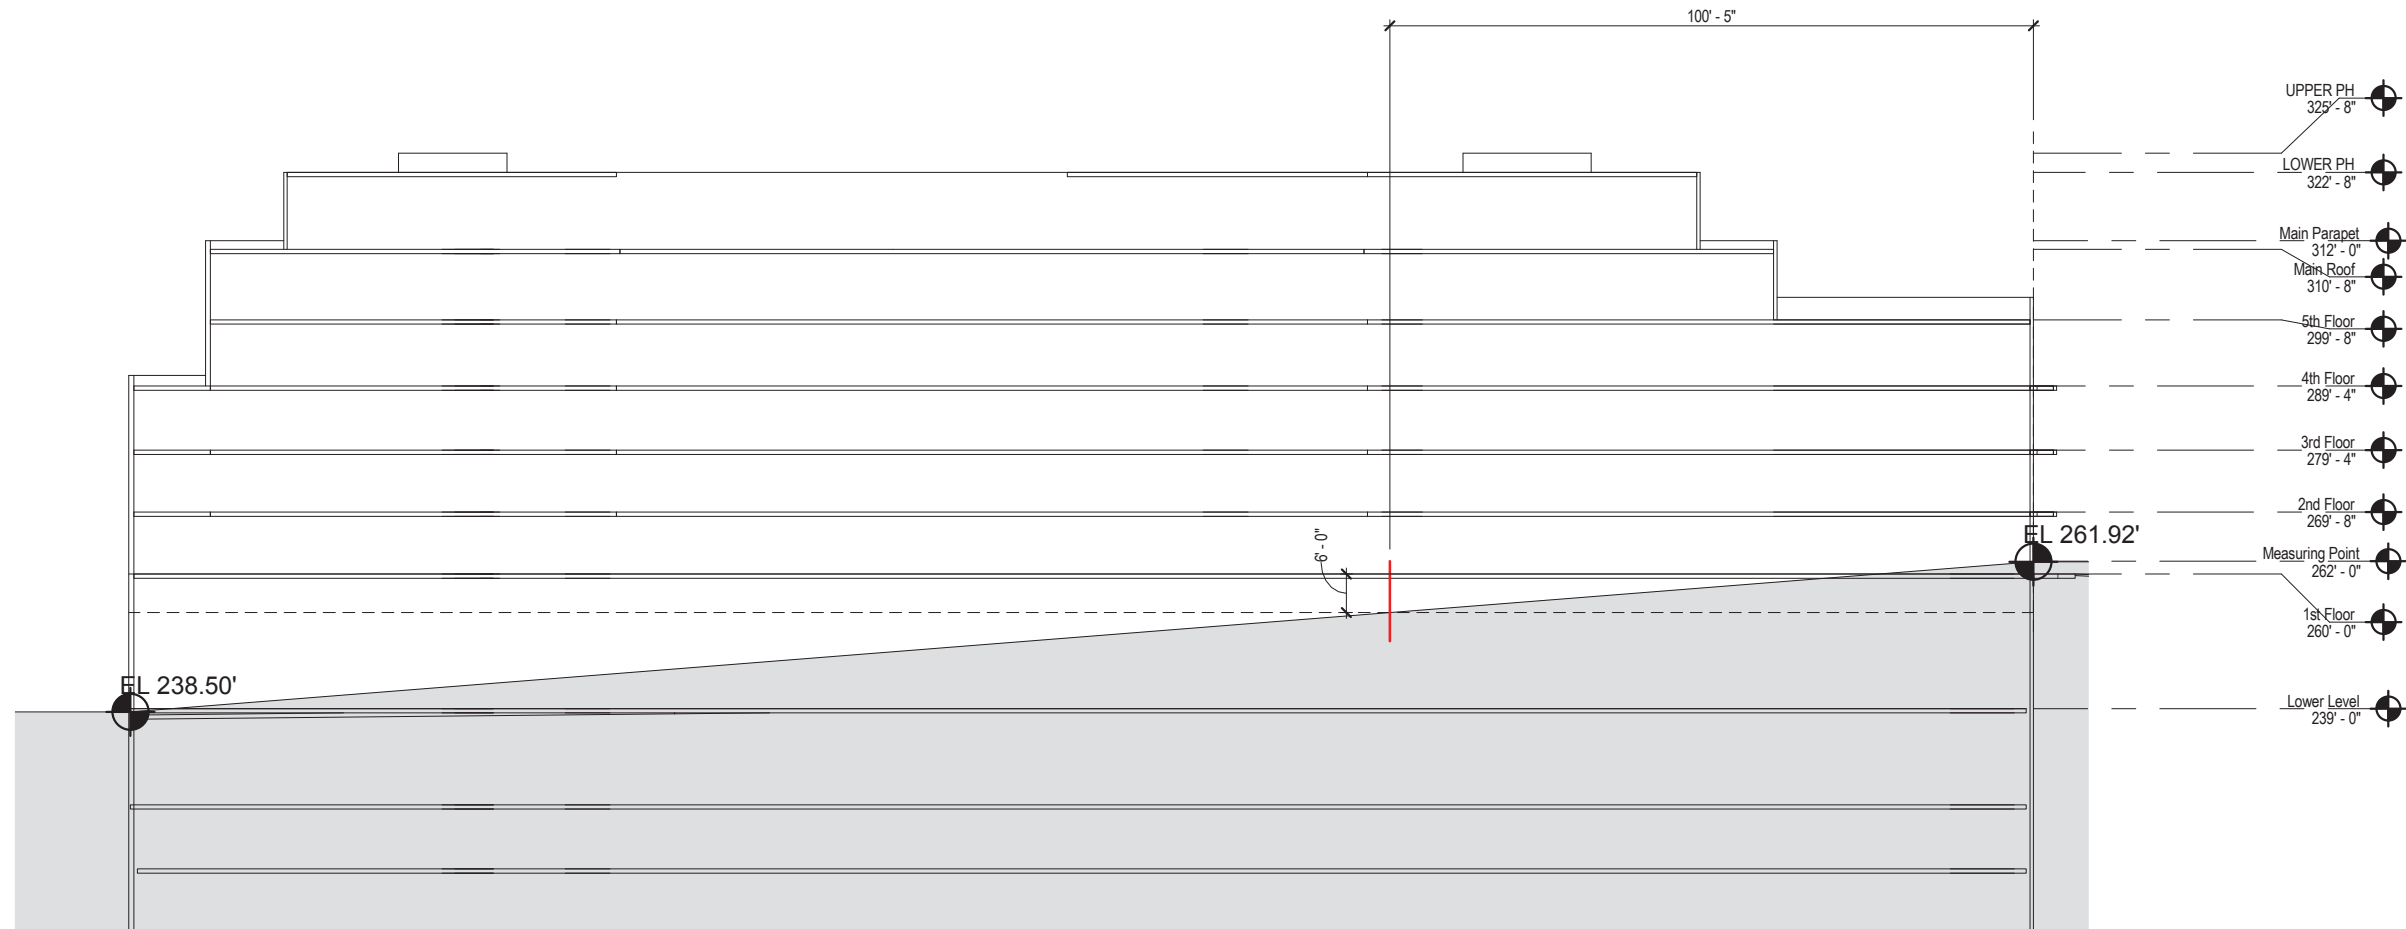 100' - 5"
UPPER PH
325' - 8"
LOWER PH
322' - 8"
Main Parapet
312' - 0"
Main Roof
310' - 8"
5th Floor
299' - 8"
4th Floor
289' - 4"
3rd Floor
279' - 4"
2nd Floor
269' - 8"
6' - 0"
EL 261.92'
Measuring Point
262' - 0"
1st Floor
260' - 0"
EL 238.50'
Lower Level
239' - 0"